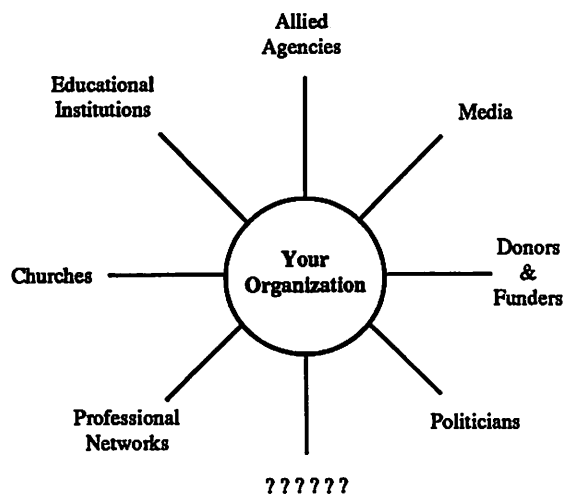 Allied
Agencies
Educational
Institutions
Media
Your
Organization
Churches
Donors
&
Funders
Professional
Networks
Politicians
? ? ? ? ? ?